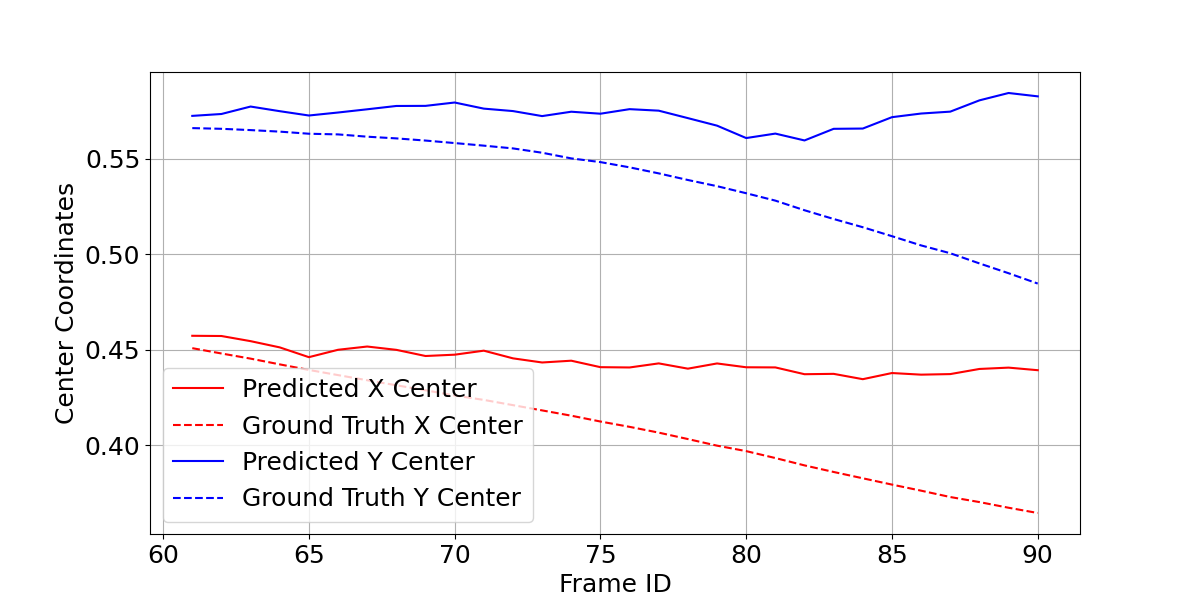 Center Coordinates
0.55
0.50
0.45
0.40
Predicted X Center
Ground Truth X Center
Predicted Y Center
Ground Truth Y Center
60 65 70 75 80 85 90
Frame ID